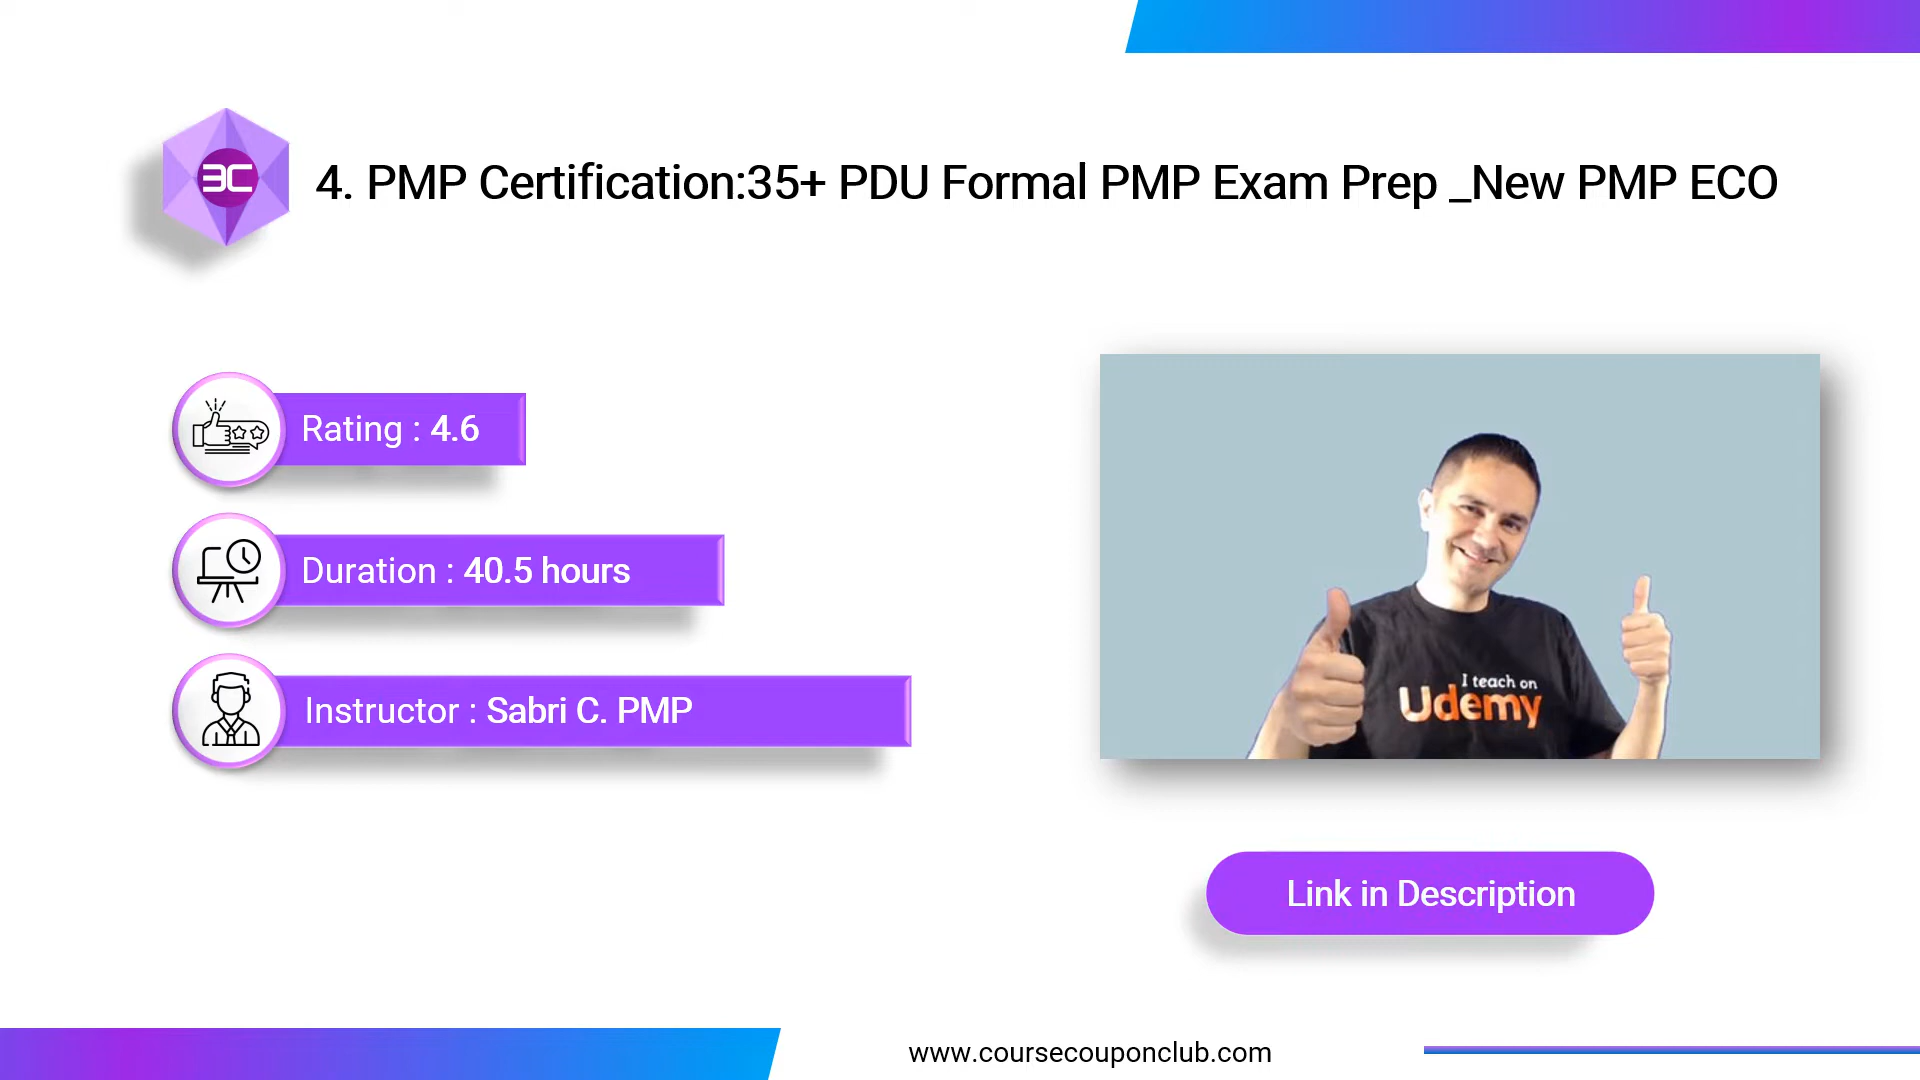 3C
4. PMP Certification:35+ PDU Formal PMP Exam Prep _New PMP ECO
Rating : 4.6
Duration : 40.5 hours
Instructor : Sabri C. PMP
I teach on
Udemy
Link in Description
www.coursecouponclub.com